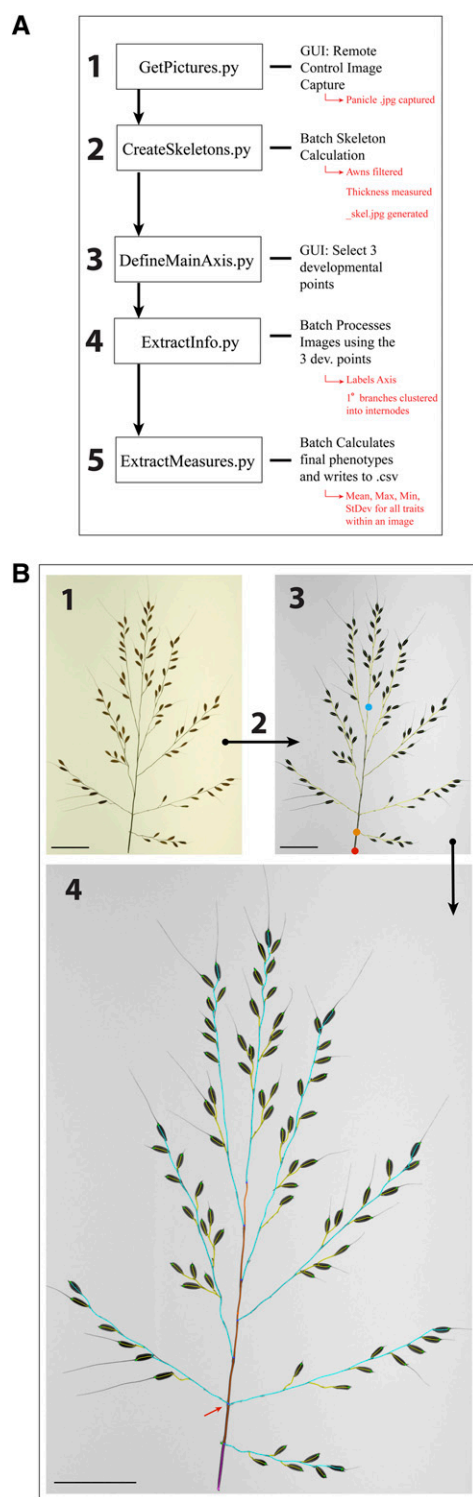 A
1
GetPictures.py
GUI: Remote
Control Image
Capture
Panicle .jpg captured
2
CreateSkeletons.py
Batch Skeleton
Calculation
Awns filtered
Thickness measured
_skel.jpg generated
3
DefineMainAxis.py
GUI: Select 3
developmental
points
4
ExtractInfo.py
Batch Processes
Images using the
3 dev. points
Labels Axis
1° branches clustered
into internodes
5
ExtractMeasures.py
Batch Calculates
final phenotypes
and writes to .csv
Mean, Max, Min,
StDev for all traits
within an image
B
1
2
3
4